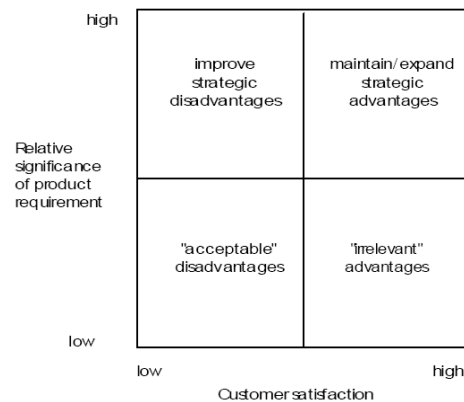 high
improve
strategic
disadvantages
maintain/expand
strategic
advantages
Relative
significance
of product
requirement
"acceptable"
disadvantages
"irrelevant"
advantages
low
low
high
Customer satisfaction